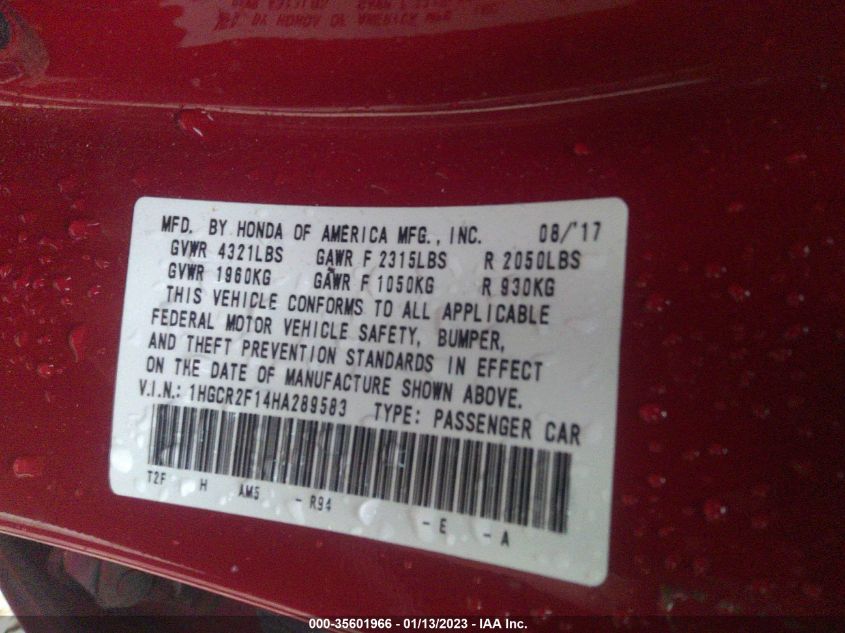 MFD. BY HONDA OF AMERICA MFG., INC. 08/'17
GVWR 4321LBS GAWR F 2315LBS R 2050LBS
GVWR 1960KG GAWR F 1050KG R 930KG
THIS VEHICLE CONFORMS TO ALL APPLICABLE
FEDERAL MOTOR VEHICLE SAFETY, BUMPER,
AND THEFT PREVENTION STANDARDS IN EFFECT
ON THE DATE OF MANUFACTURE SHOWN ABOVE.
V.I.N.: 1HGCR2F14HA289583 TYPE: PASSENGER CAR
T2F H AM5 - R94 - E - A
000-35601966 - 01/13/2023 - IAA Inc.